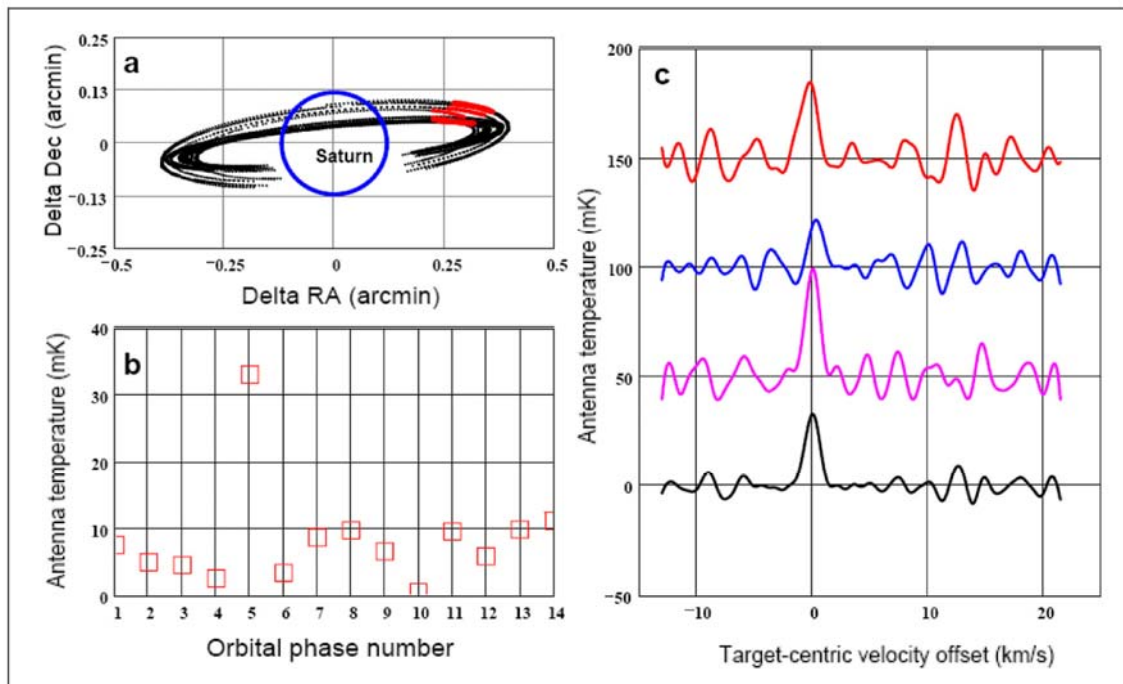 a
Delta Dec (arcmin)
0.25
0.13
0
−0.13
−0.25
Saturn
−0.5
−0.25
0
0.25
0.5
Delta RA (arcmin)
b
Antenna temperature (mK)
40
30
20
10
0
1 2 3 4 5 6 7 8 9 10 11 12 13 14
Orbital phase number
c
Antenna temperature (mK)
200
150
100
50
0
−50
−10 0 10 20
Target-centric velocity offset (km/s)